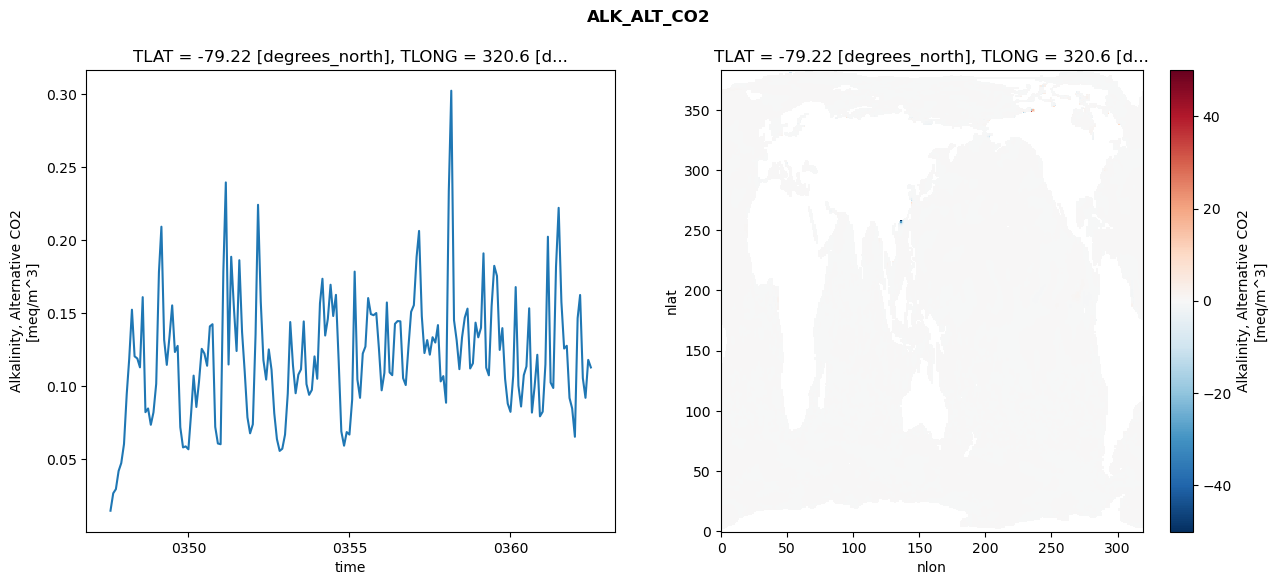 ALK_ALT_CO2
TLAT = -79.22 [degrees_north], TLONG = 320.6 [d...
0.30
0.25
0.20
0.15
0.10
0.05
Alkalinity, Alternative CO2
[meq/m^3]
0350
0355
0360
time
TLAT = -79.22 [degrees_north], TLONG = 320.6 [d...
350
300
250
200
150
100
50
0
nlat
0
50
100
150
200
250
300
nlon
40
20
0
−20
−40
Alkalinity, Alternative CO2
[meq/m^3]